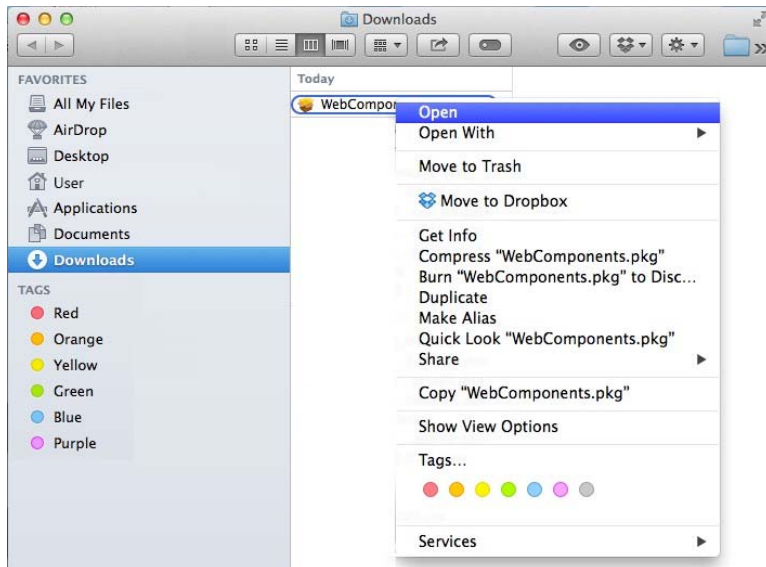 Downloads
FAVORITES
All My Files
AirDrop
Desktop
User
Applications
Documents
Downloads
TAGS
Red
Orange
Yellow
Green
Blue
Purple
Today
WebCompo
Open
Open With
Move to Trash
Move to Dropbox
Get Info
Compress "WebComponents.pkg"
Burn "WebComponents.pkg" to Disc...
Duplicate
Make Alias
Quick Look "WebComponents.pkg"
Share
Copy "WebComponents.pkg"
Show View Options
Tags...
Services